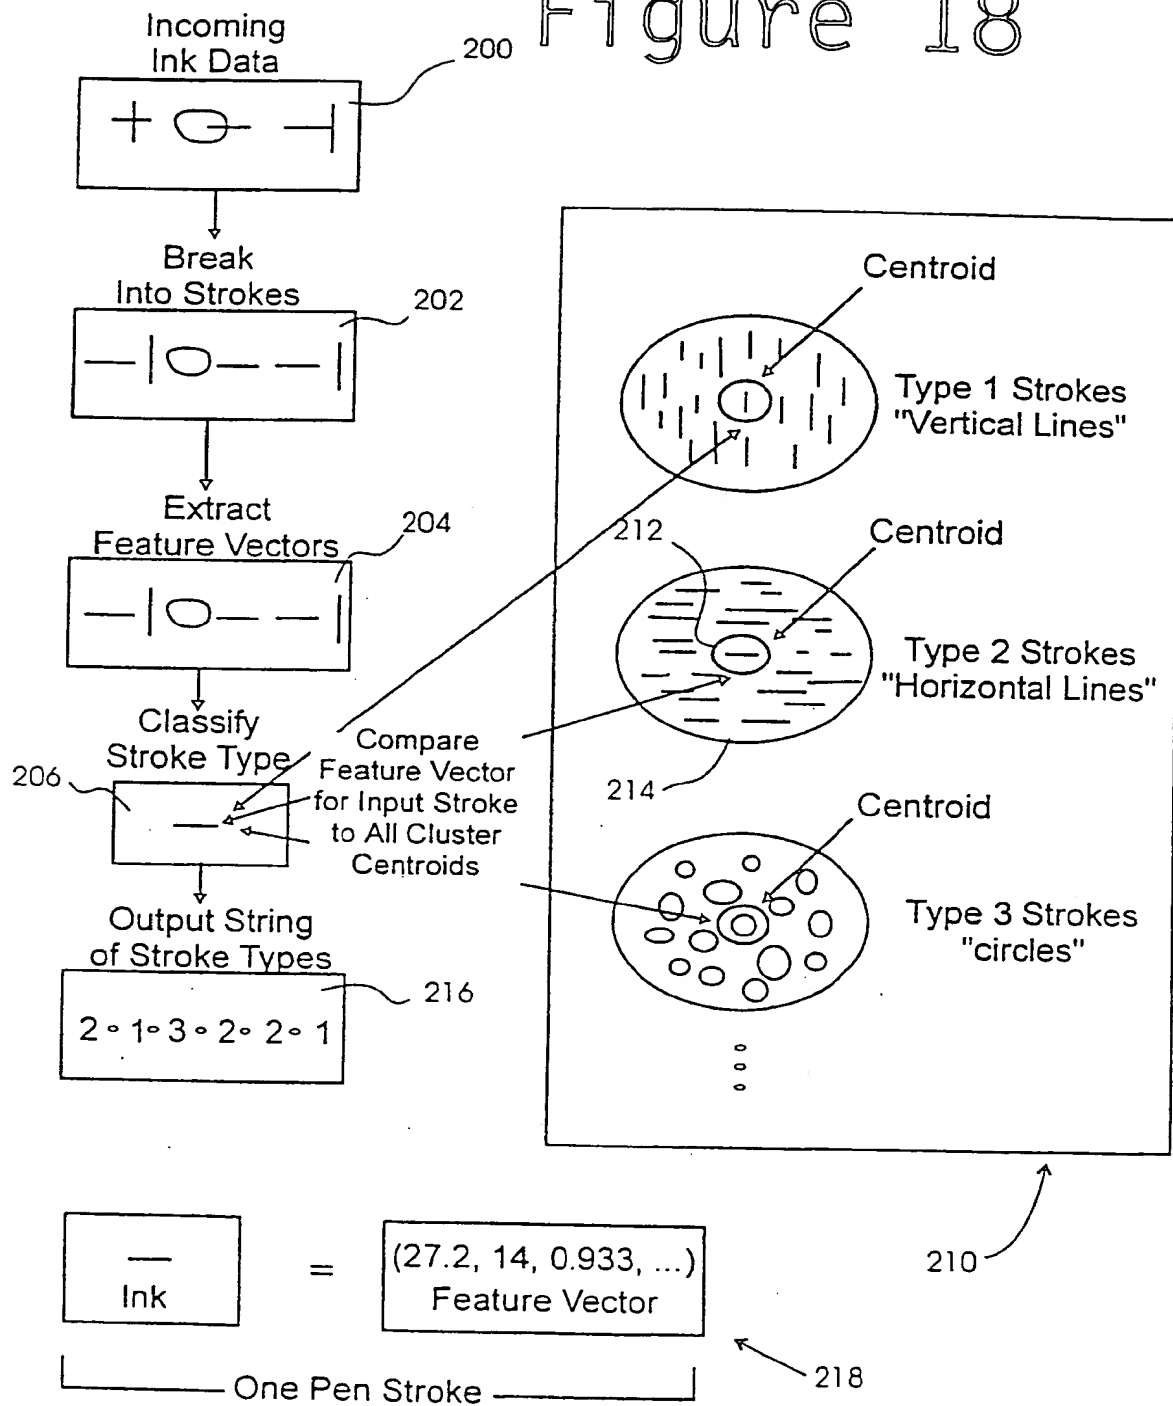 Figure 18
Incoming
Ink Data
200
Break
Into Strokes
202
Extract
Feature Vectors
204
Classify
Stroke Type
206
Compare
Feature Vector
for Input Stroke
to All Cluster
Centroids
Output String
of Stroke Types
216
2 ∘ 1 ∘ 3 ∘ 2 ∘ 2 ∘ 1
Centroid
Type 1 Strokes
"Vertical Lines"
212
Centroid
Type 2 Strokes
"Horizontal Lines"
214
Centroid
Type 3 Strokes
"circles"
210
Ink
=
(27.2, 14, 0.933, ...)
Feature Vector
218
One Pen Stroke